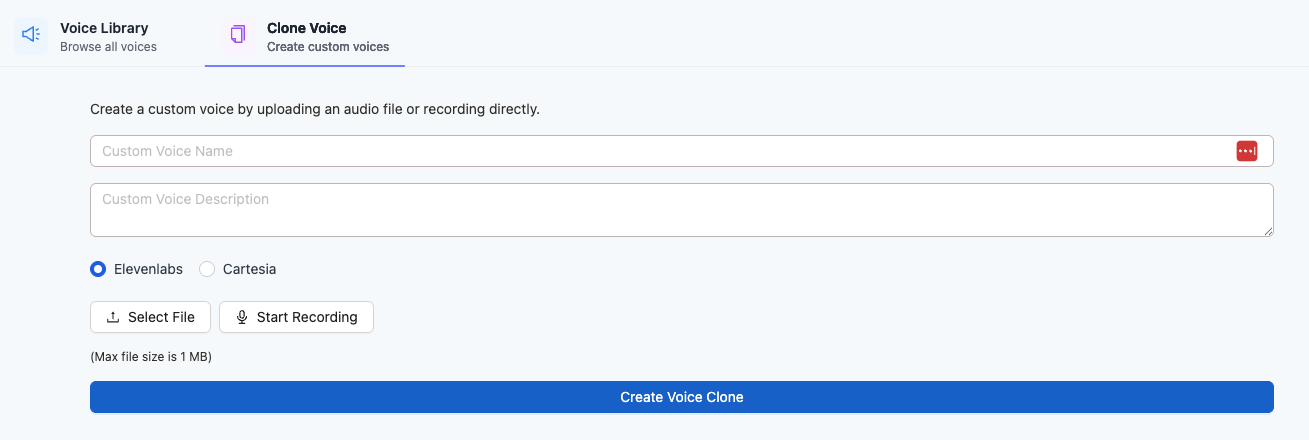 Voice Library
Browse all voices
Clone Voice
Create custom voices
Create a custom voice by uploading an audio file or recording directly.
Custom Voice Name
Custom Voice Description
Elevenlabs
Cartesia
Select File
Start Recording
(Max file size is 1 MB)
Create Voice Clone